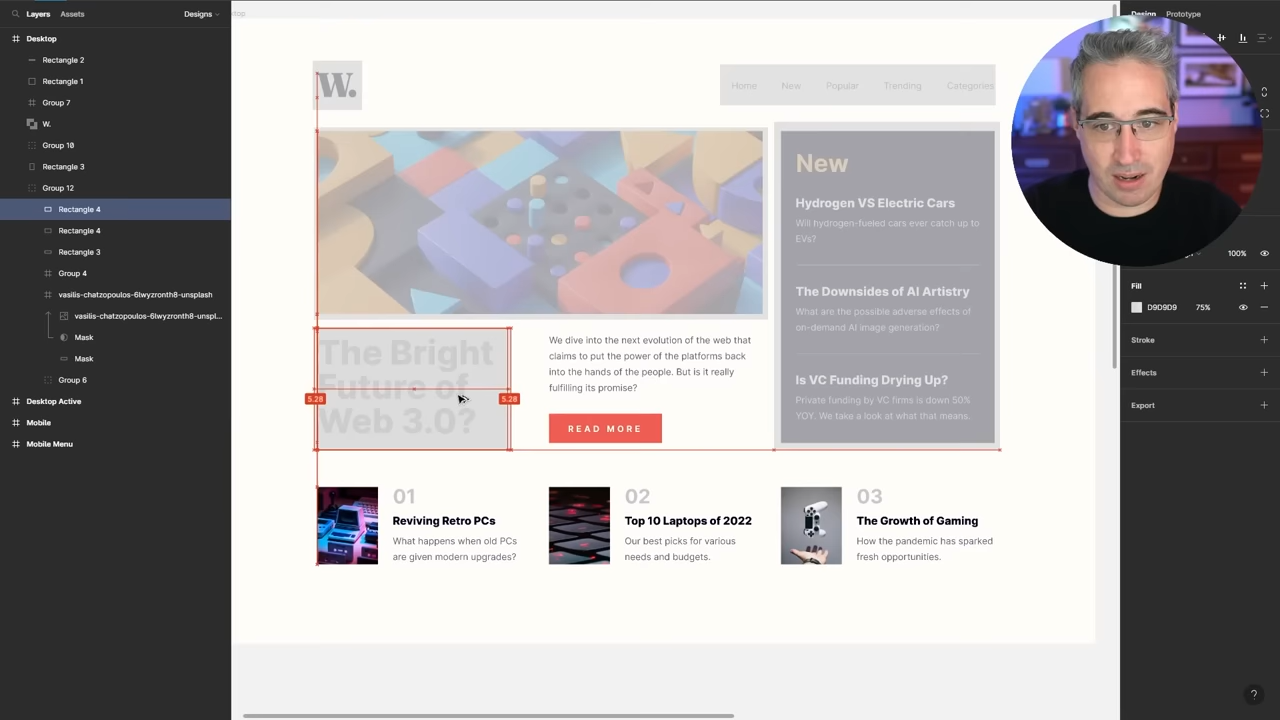 Layers Assets Designs
Design Prototype
Desktop
Rectangle 2
Rectangle 1
Group 7
W.
Group 10
Rectangle 3
Group 12
Rectangle 4
Rectangle 4
Rectangle 3
Group 4
vasilis-chatzopoulos-6lwyzronth8-unsplash
vasilis-chatzopoulos-6lwyzronth8-unspl...
Mask
Mask
Group 6
Desktop Active
Mobile
Mobile Menu
W.
Home New Popular Trending Categories
New
Hydrogen VS Electric Cars
Will hydrogen-fueled cars ever catch up to
EVs?
The Downsides of AI Artistry
What are the possible adverse effects of
on-demand AI image generation?
Is VC Funding Drying Up?
Private funding by VC firms is down 50%
YOY. We take a look at what that means.
The Bright
Future of
Web 3.0?
5.28 5.28
We dive into the next evolution of the web that
claims to put the power of the platforms back
into the hands of the people. But is it really
fulfilling its promise?
READ MORE
01
Reviving Retro PCs
What happens when old PCs
are given modern upgrades?
02
Top 10 Laptops of 2022
Our best picks for various
needs and budgets.
03
The Growth of Gaming
How the pandemic has sparked
fresh opportunities.
100%
Fill
D9D9D9 75%
Stroke
Effects
Export
?